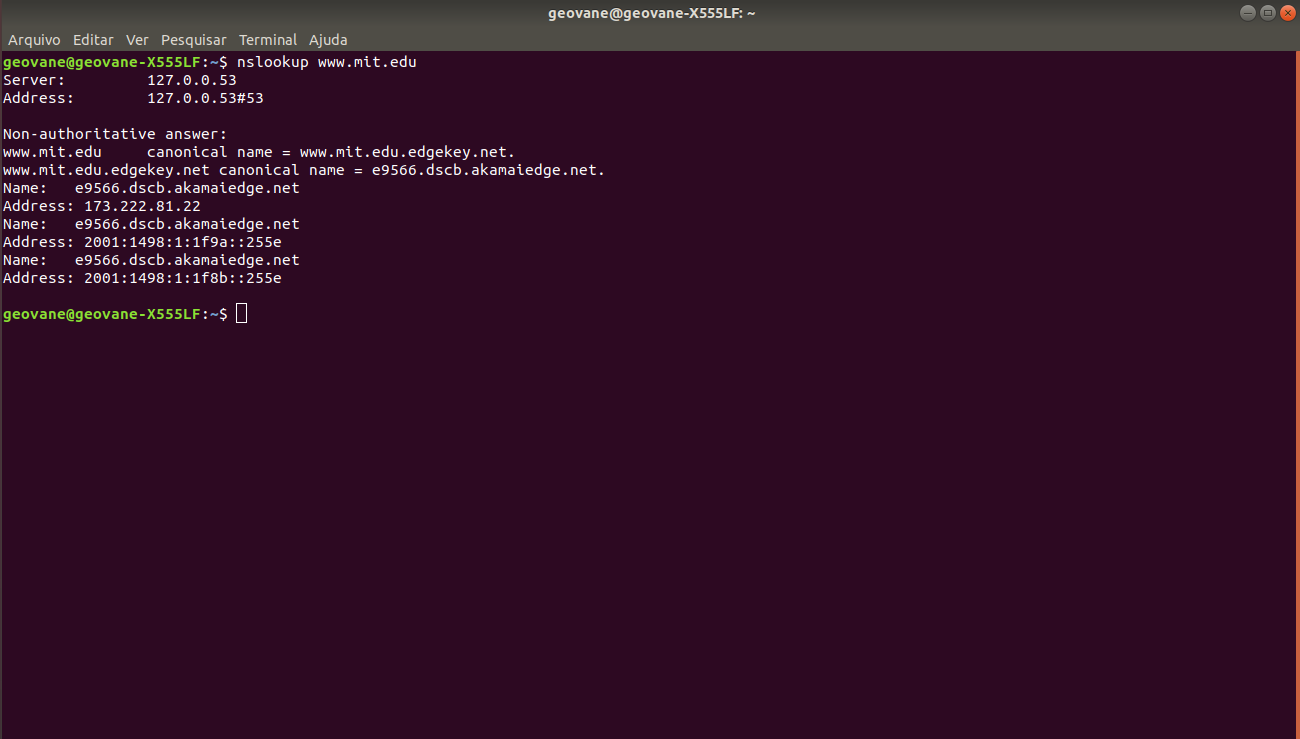 geovane@geovane-X555LF: ~
Arquivo Editar Ver Pesquisar Terminal Ajuda
geovane@geovane-X555LF:~$ nslookup www.mit.edu
Server:		127.0.0.53
Address:	127.0.0.53#53

Non-authoritative answer:
www.mit.edu	canonical name = www.mit.edu.edgekey.net.
www.mit.edu.edgekey.net	canonical name = e9566.dscb.akamaiedge.net.
Name:	e9566.dscb.akamaiedge.net
Address: 173.222.81.22
Name:	e9566.dscb.akamaiedge.net
Address: 2001:1498:1:1f9a::255e
Name:	e9566.dscb.akamaiedge.net
Address: 2001:1498:1:1f8b::255e

geovane@geovane-X555LF:~$